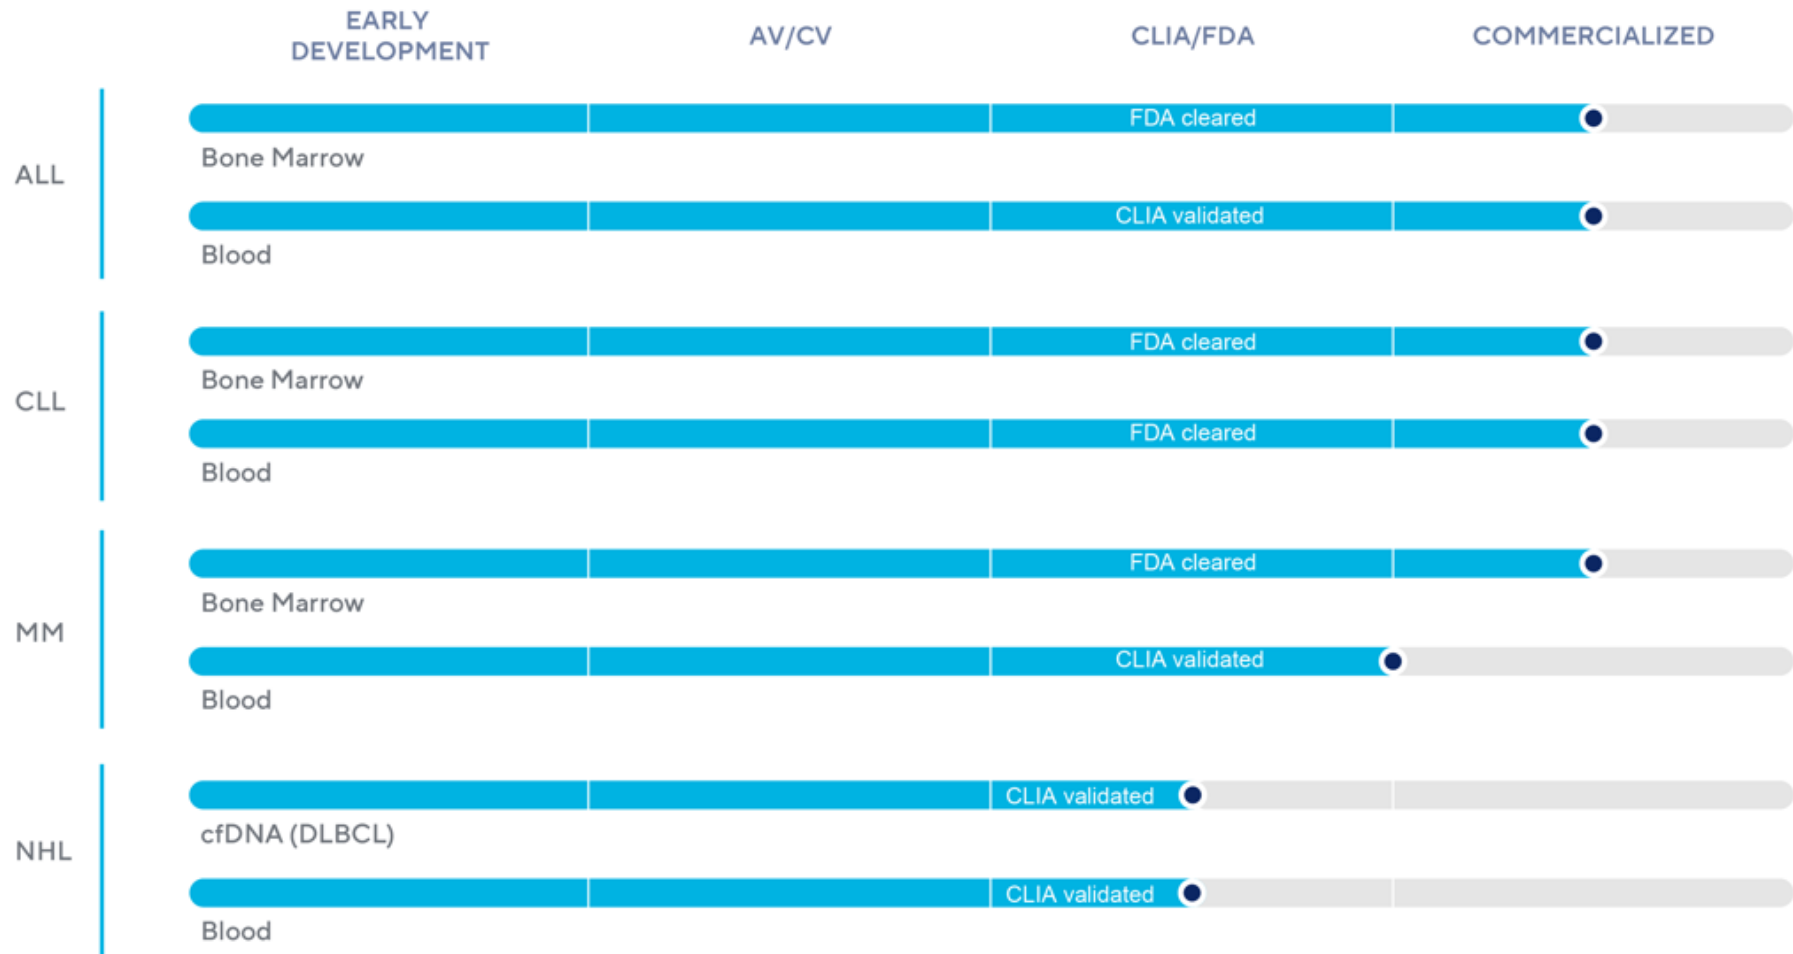 EARLY
DEVELOPMENT
AV/CV
CLIA/FDA
COMMERCIALIZED
ALL
FDA cleared
Bone Marrow
CLIA validated
Blood
CLL
FDA cleared
Bone Marrow
FDA cleared
Blood
MM
FDA cleared
Bone Marrow
CLIA validated
Blood
NHL
CLIA validated
cfDNA (DLBCL)
CLIA validated
Blood